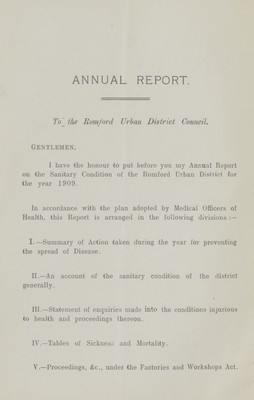 ANNUAL REPORT.
To the Romford Urban District Council.
GENTLEMEN,
I have the honour to put before you my Annual Report
on the Sanitary Condition of the Romford Urban District for
the year 1909.
In accordance with the plan adopted by Medical Officers of
Health, this Report is arranged in the following divisions:—
I.—Summary of Action taken during the year for preventing
the spread of Disease.
II.—An account of the sanitary condition of the district
generally.
III.—Statement of enquiries made into the conditions injurious
to health and proceedings thereon.
IV.—Tables of Sickness and Mortality.
V.—Proceedings, &c., under the Factories and Workshops Act.